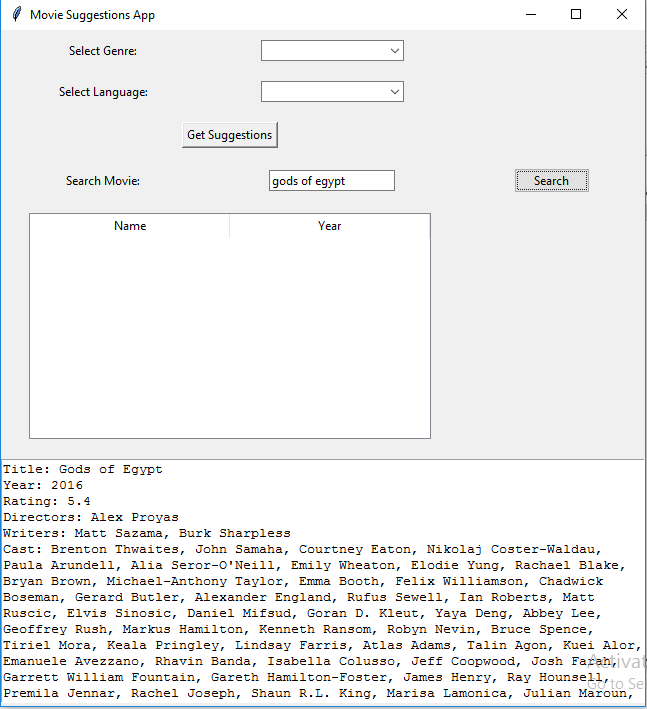 Movie Suggestions App
Select Genre:
Select Language:
Get Suggestions
Search Movie: gods of egypt Search
Name Year
Title: Gods of Egypt
Year: 2016
Rating: 5.4
Directors: Alex Proyas
Writers: Matt Sazama, Burk Sharpless
Cast: Brenton Thwaites, John Samaha, Courtney Eaton, Nikolaj Coster-Waldau,
Paula Arundell, Alia Seror-O'Neill, Emily Wheaton, Elodie Yung, Rachael Blake,
Bryan Brown, Michael-Anthony Taylor, Emma Booth, Felix Williamson, Chadwick
Boseman, Gerard Butler, Alexander England, Rufus Sewell, Ian Roberts, Matt
Ruscic, Elvis Sinosic, Daniel Mifsud, Goran D. Kleut, Yaya Deng, Abbey Lee,
Geoffrey Rush, Markus Hamilton, Kenneth Ransom, Robyn Nevin, Bruce Spence,
Tiriel Mora, Keala Pringley, Lindsay Farris, Atlas Adams, Talin Agon, Kuei Alor,
Emanuele Avezzano, Rhavin Banda, Isabella Colusso, Jeff Coopwood, Josh Farah,
Garrett William Fountain, Gareth Hamilton-Foster, James Henry, Ray Hounsell,
Premila Jennar, Rachel Joseph, Shaun R.L. King, Marisa Lamonica, Julian Maroun,
Activat
Go to Se